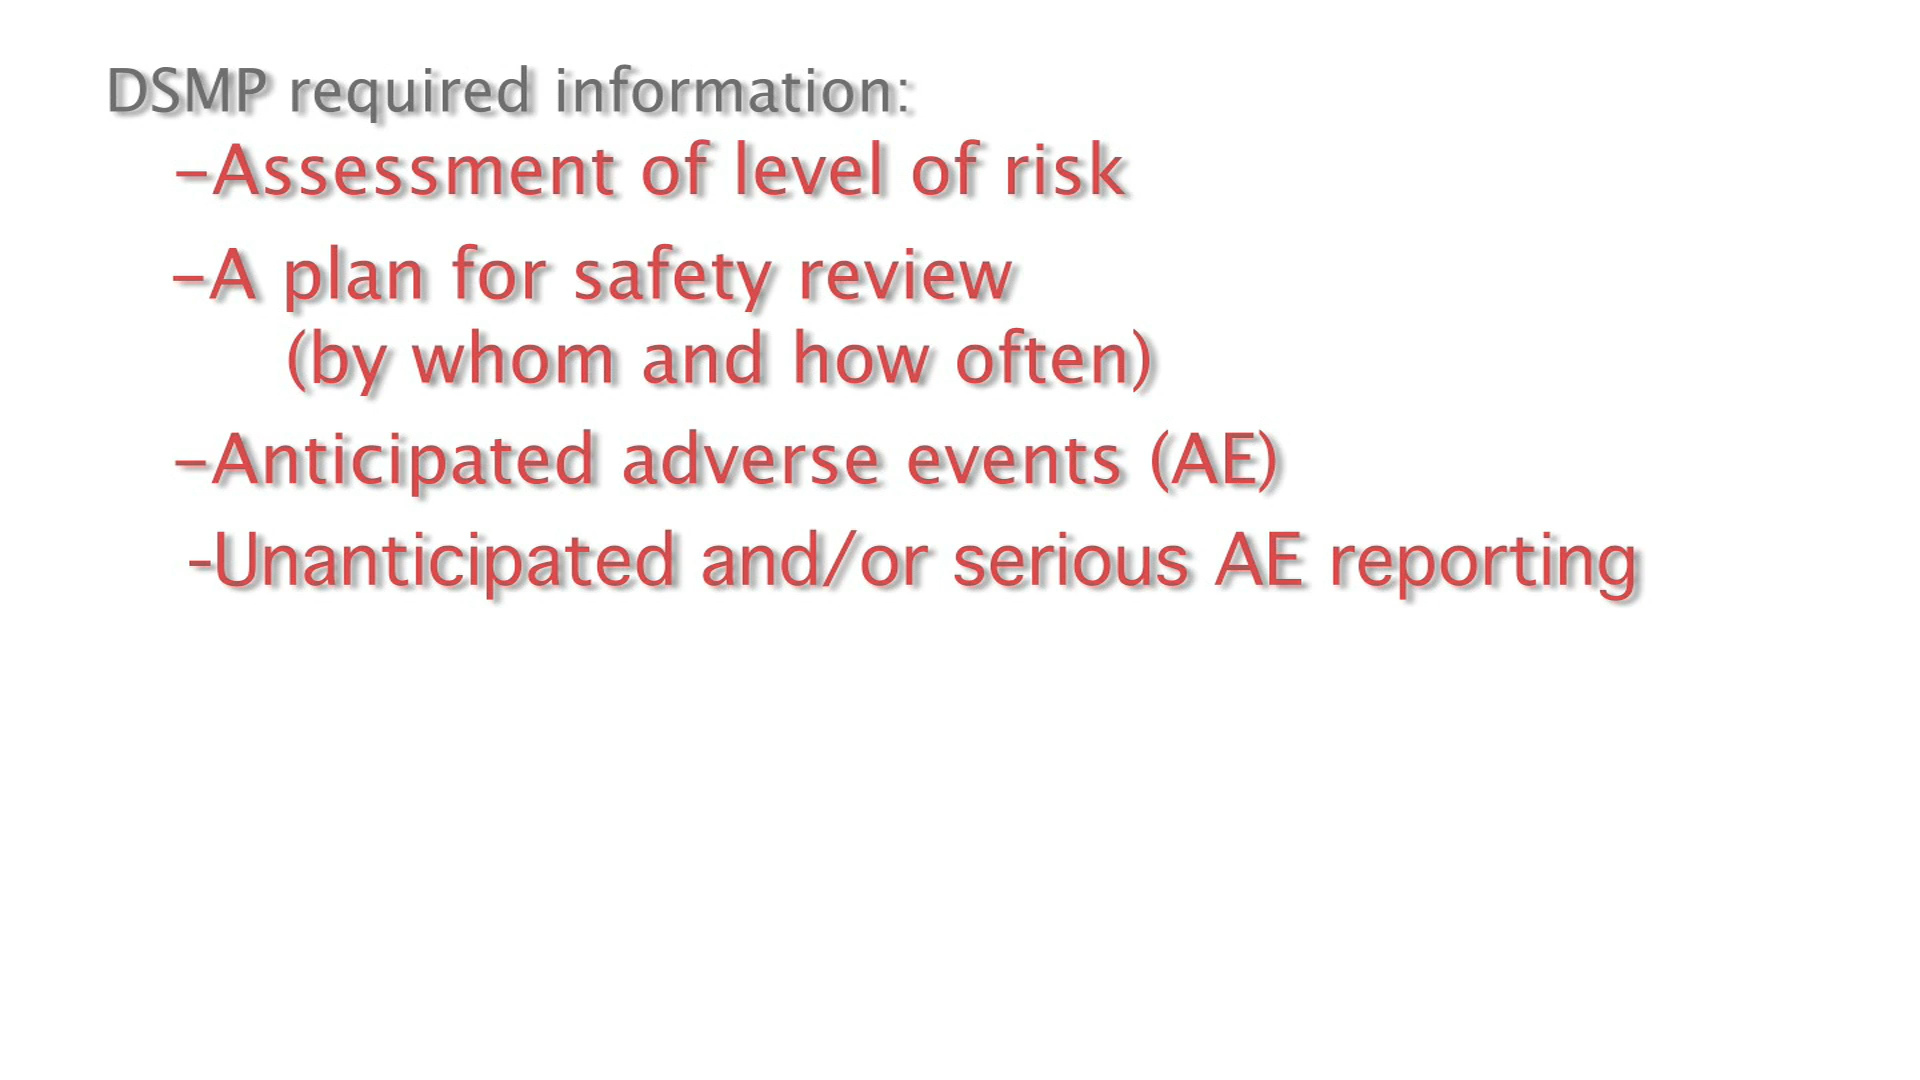 DSMP required information:
–Assessment of level of risk
–A plan for safety review
(by whom and how often)
–Anticipated adverse events (AE)
-Unanticipated and/or serious AE reporting